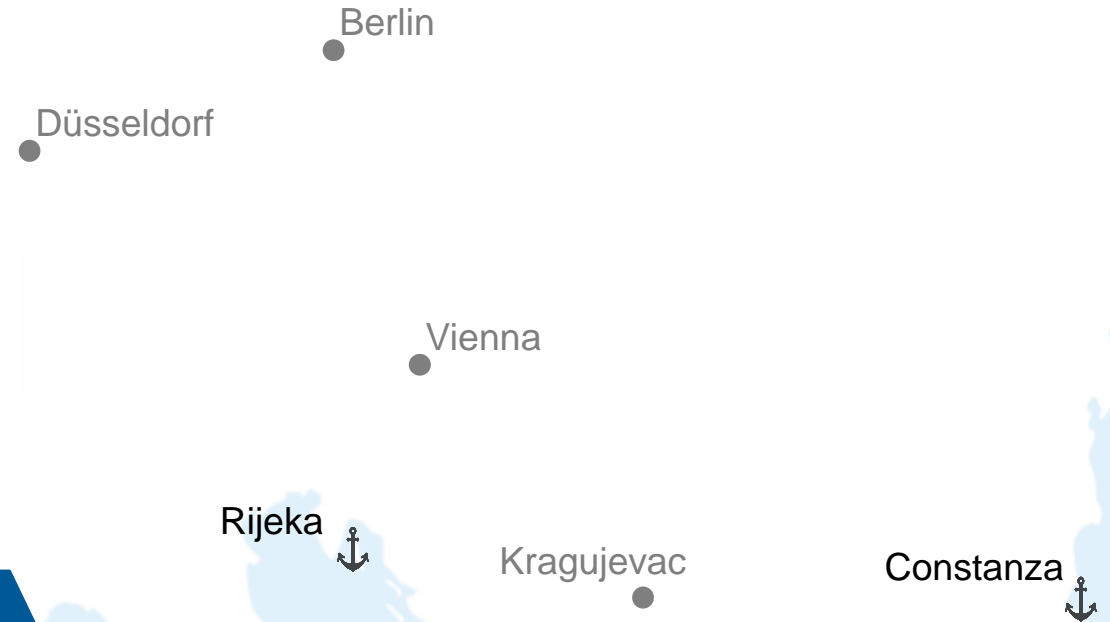 Berlin
Düsseldorf
Vienna
Rijeka
Kragujevac
Constanza